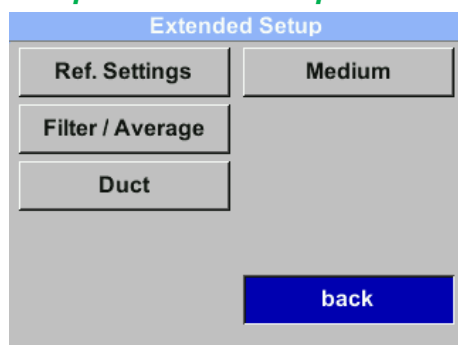 Extended Setup
Ref. Settings
Medium
Filter / Average
Duct
back